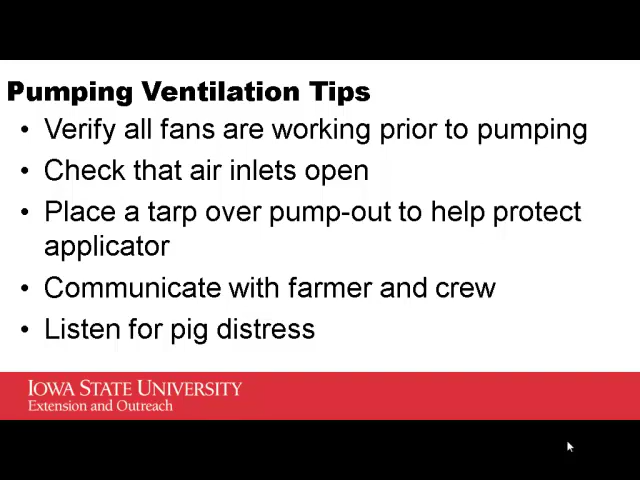 Pumping Ventilation Tips
• Verify all fans are working prior to pumping
• Check that air inlets open
• Place a tarp over pump-out to help protect
applicator
• Communicate with farmer and crew
• Listen for pig distress
IOWA STATE UNIVERSITY
Extension and Outreach